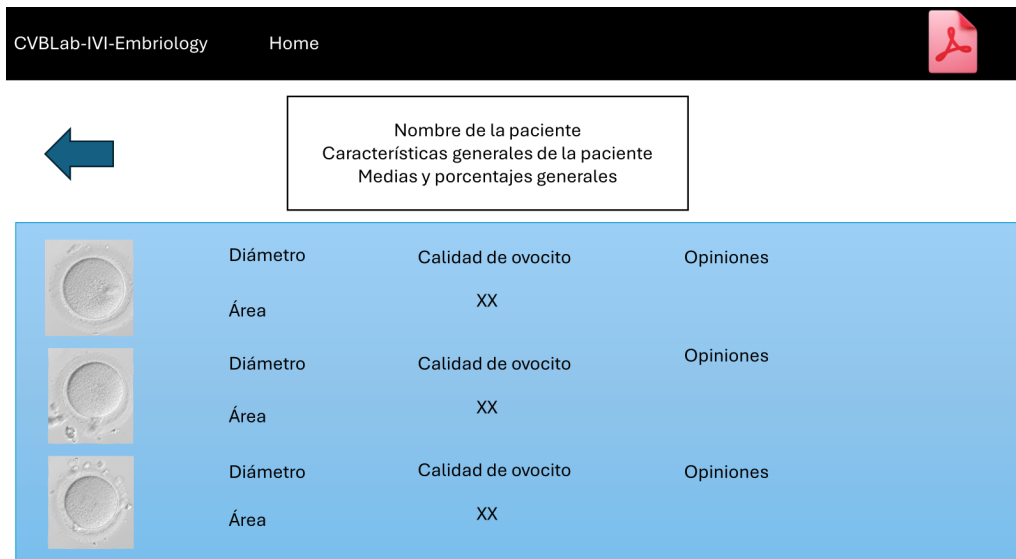 CVBLab-IVI-Embriology Home
Nombre de la paciente
Características generales de la paciente
Medias y porcentajes generales
Diámetro Calidad de ovocito Opiniones
Área XX
Diámetro Calidad de ovocito Opiniones
Área XX
Diámetro Calidad de ovocito Opiniones
Área XX